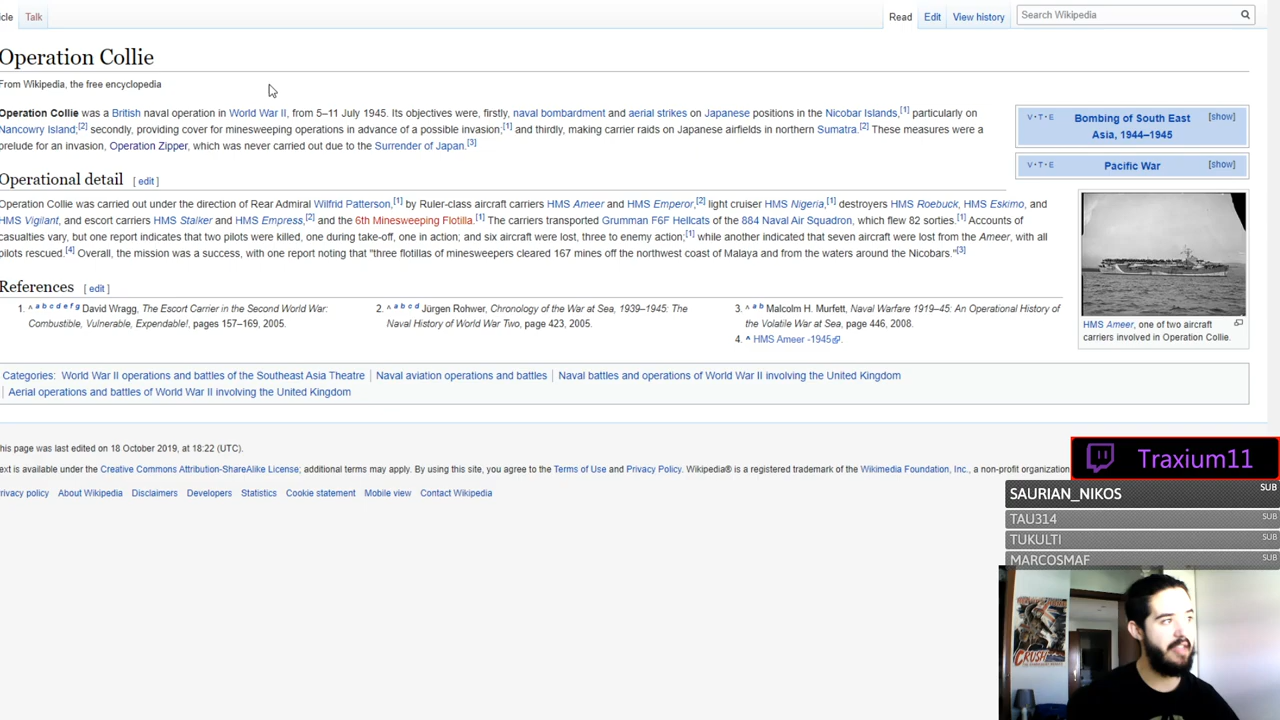 cle Talk Read Edit View history Search Wikipedia
Operation Collie
From Wikipedia, the free encyclopedia
Operation Collie was a British naval operation in World War II, from 5–11 July 1945. Its objectives were, firstly, naval bombardment and aerial strikes on Japanese positions in the Nicobar Islands,[1] particularly on
Nancowry Island;[2] secondly, providing cover for minesweeping operations in advance of a possible invasion;[1] and thirdly, making carrier raids on Japanese airfields in northern Sumatra.[2] These measures were a
prelude for an invasion, Operation Zipper, which was never carried out due to the Surrender of Japan.[3]
V·T·E Bombing of South East Asia, 1944–1945 [show]
V·T·E Pacific War [show]
Operational detail [ edit ]
Operation Collie was carried out under the direction of Rear Admiral Wilfrid Patterson,[1] by Ruler-class aircraft carriers HMS Ameer and HMS Emperor,[2] light cruiser HMS Nigeria,[1] destroyers HMS Roebuck, HMS Eskimo, and
HMS Vigilant, and escort carriers HMS Stalker and HMS Empress,[2] and the 6th Minesweeping Flotilla.[1] The carriers transported Grumman F6F Hellcats of the 884 Naval Air Squadron, which flew 82 sorties.[1] Accounts of
casualties vary, but one report indicates that two pilots were killed, one during take-off, one in action; and six aircraft were lost, three to enemy action;[1] while another indicated that seven aircraft were lost from the Ameer, with all
pilots rescued.[4] Overall, the mission was a success, with one report noting that "three flotillas of minesweepers cleared 167 mines off the northwest coast of Malaya and from the waters around the Nicobars."[3]
HMS Ameer, one of two aircraft
carriers involved in Operation Collie.
References [ edit ]
1. ^ a b c d e f g David Wragg, The Escort Carrier in the Second World War:
Combustible, Vulnerable, Expendable!, pages 157–169, 2005.
2. ^ a b c d Jürgen Rohwer, Chronology of the War at Sea, 1939–1945: The
Naval History of World War Two, page 423, 2005.
3. ^ a b Malcolm H. Murfett, Naval Warfare 1919–45: An Operational History of
the Volatile War at Sea, page 446, 2008.
4. ^ HMS Ameer -1945.
Categories: World War II operations and battles of the Southeast Asia Theatre | Naval aviation operations and battles | Naval battles and operations of World War II involving the United Kingdom
| Aerial operations and battles of World War II involving the United Kingdom
his page was last edited on 18 October 2019, at 18:22 (UTC).
ext is available under the Creative Commons Attribution-ShareAlike License; additional terms may apply. By using this site, you agree to the Terms of Use and Privacy Policy. Wikipedia® is a registered trademark of the Wikimedia Foundation, Inc., a non-profit organization
rivacy policy About Wikipedia Disclaimers Developers Statistics Cookie statement Mobile view Contact Wikipedia
Traxium11
SAURIAN_NIKOS SUB
TAU314 SUB
TUKULTI SUB
MARCOSMAF SUB
CRUSH